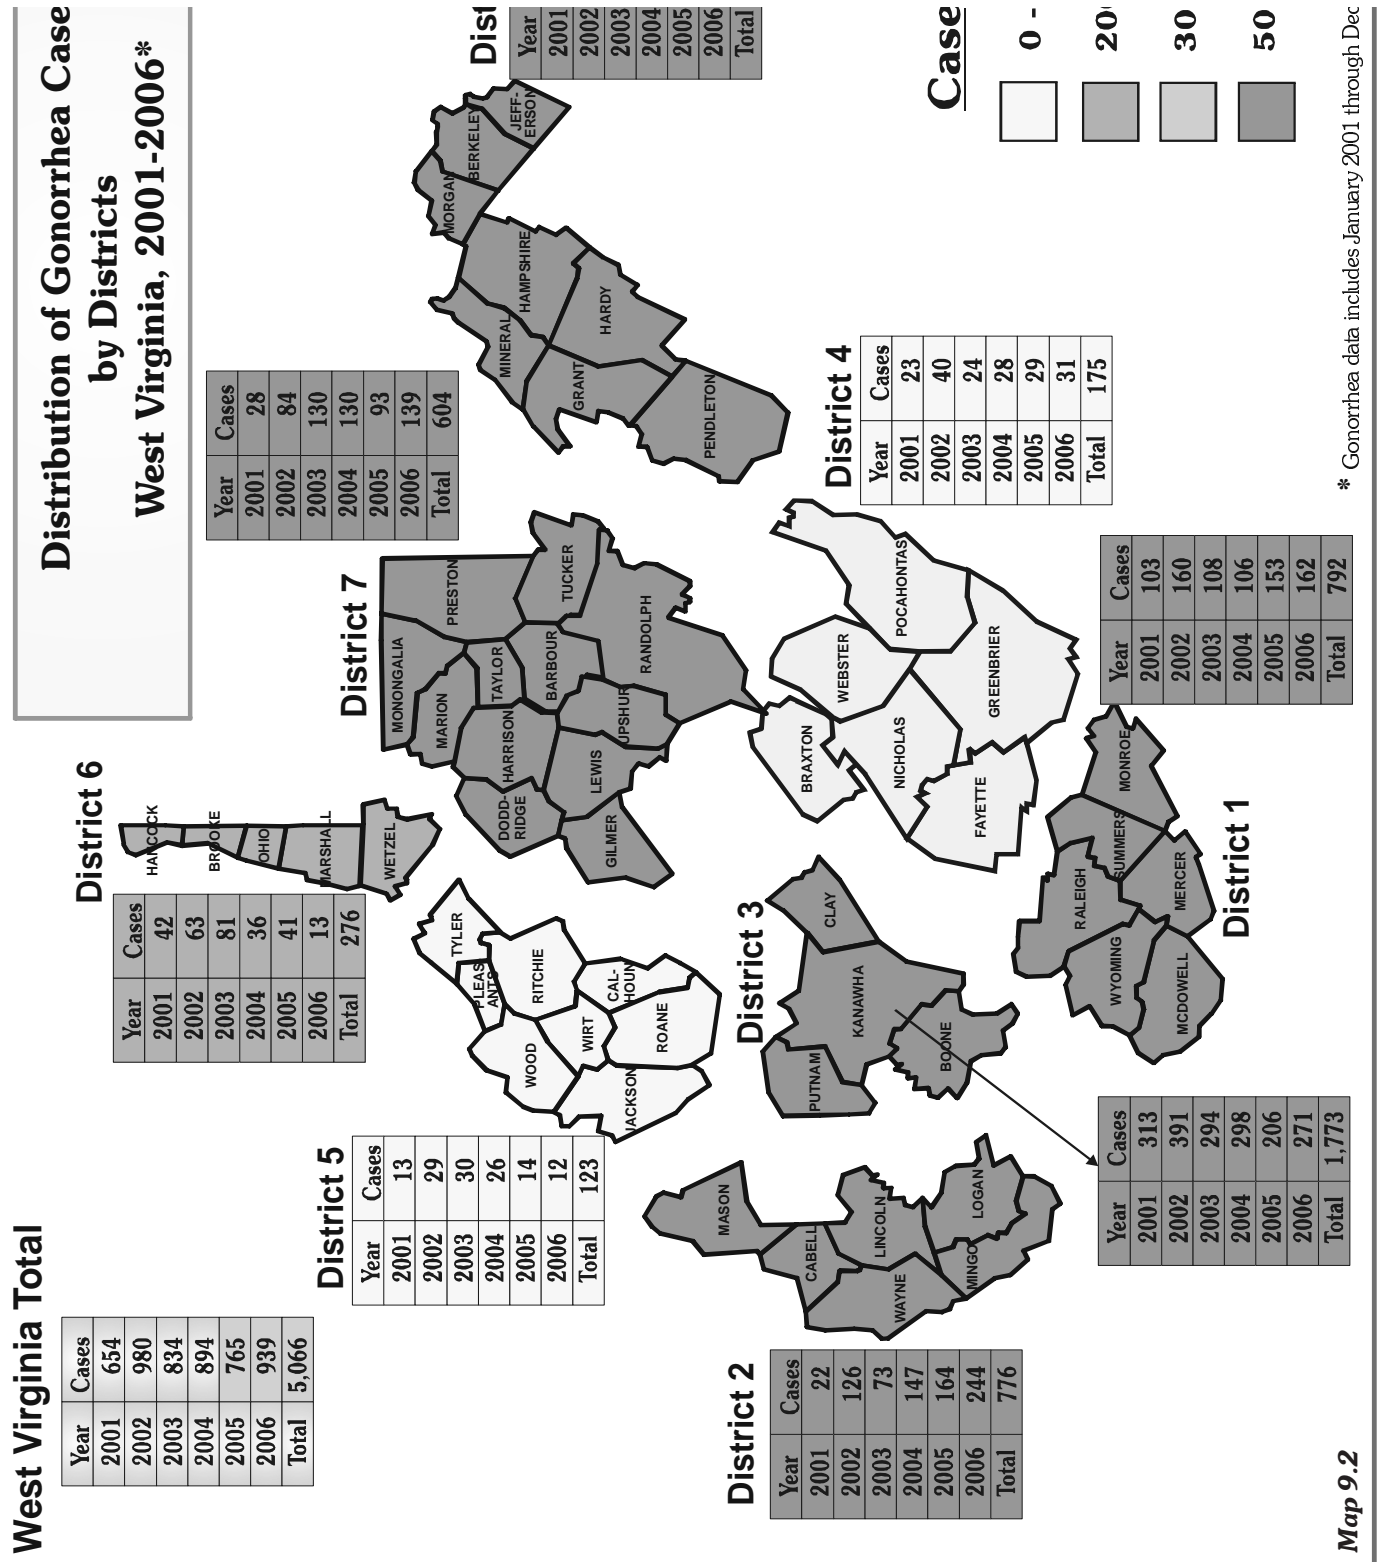 West Virginia Total
Year Cases
2001 654
2002 980
2003 834
2004 894
2005 765
2006 939
Total 5,066
Distribution of Gonorrhea Case
by Districts
West Virginia, 2001-2006*
District 6
Year Cases
2001 42
2002 63
2003 81
2004 36
2005 41
2006 13
Total 276
HANCOCK
BROOKE
OHIO
MARSHALL
WETZEL
District 7
Year Cases
2001 28
2002 84
2003 130
2004 130
2005 93
2006 139
Total 604
MONONGALIA
PRESTON
MARION
TAYLOR
HARRISON
DODD-
RIDGE
BARBOUR
TUCKER
LEWIS
UPSHUR
GILMER
RANDOLPH
Dist
Year
2001
2002
2003
2004
2005
2006
Total
MORGAN
BERKELEY
JEFF-
ERSON
MINERAL
HAMPSHIRE
GRANT
HARDY
PENDLETON
District 5
Year Cases
2001 13
2002 29
2003 30
2004 26
2005 14
2006 12
Total 123
TYLER
PLEAS
ANTS
RITCHIE
WOOD
WIRT
CAL-
HOUN
JACKSON
ROANE
District 2
Year Cases
2001 22
2002 126
2003 73
2004 147
2005 164
2006 244
Total 776
MASON
CABELL
LINCOLN
WAYNE
MINGO
LOGAN
District 3
CLAY
KANAWHA
PUTNAM
BOONE
Year Cases
2001 313
2002 391
2003 294
2004 298
2005 206
2006 271
Total 1,773
District 4
Year Cases
2001 23
2002 40
2003 24
2004 28
2005 29
2006 31
Total 175
BRAXTON
WEBSTER
POCAHONTAS
NICHOLAS
FAYETTE
GREENBRIER
District 1
RALEIGH
SUMMERS
MONROE
WYOMING
MERCER
MCDOWELL
Year Cases
2001 103
2002 160
2003 108
2004 106
2005 153
2006 162
Total 792
Case
0 -
20
30
50
Map 9.2
* Gonorrhea data includes January 2001 through Dec